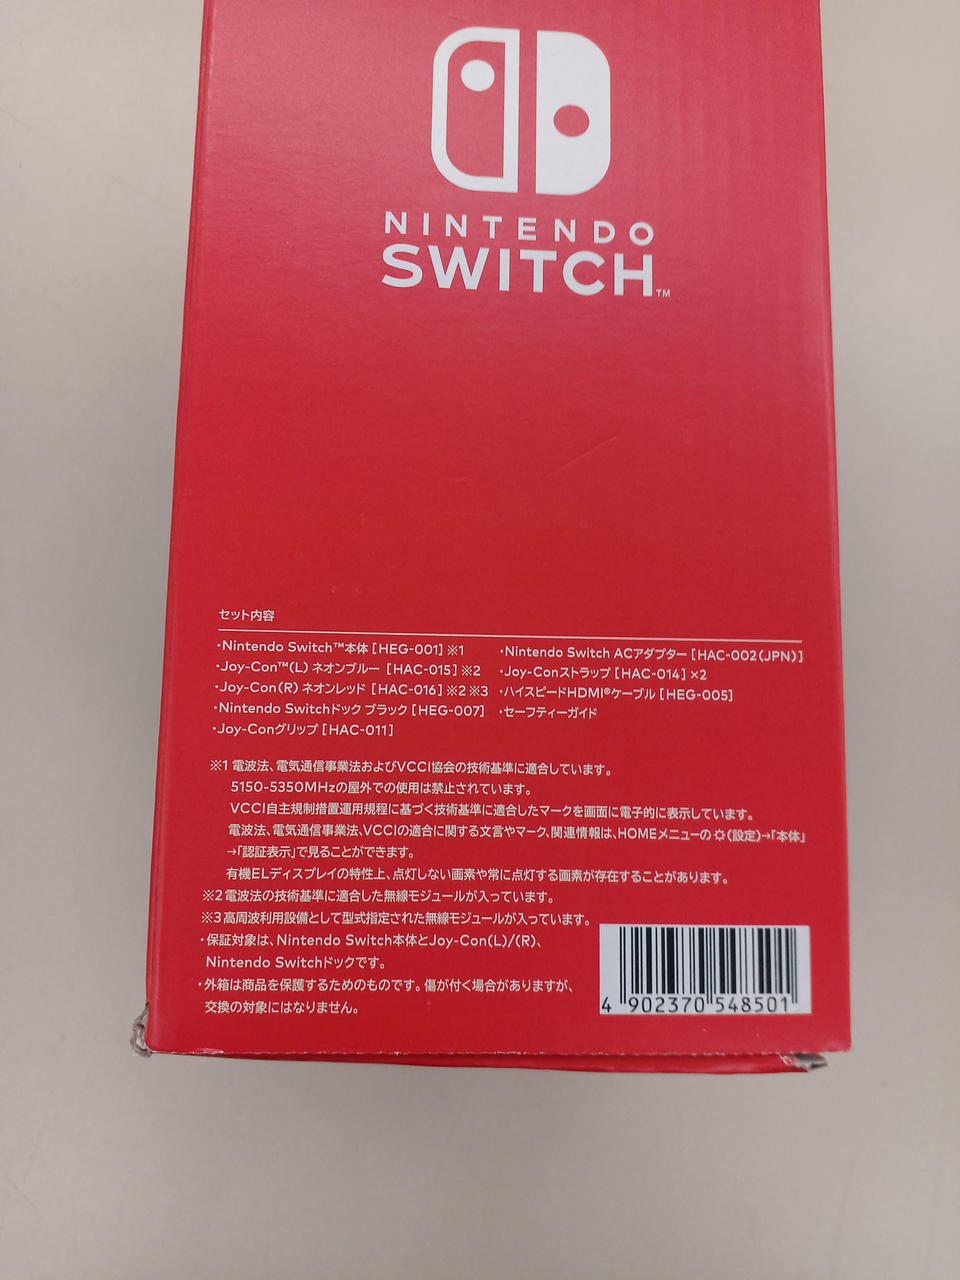 NINTENDO
SWITCH™
セット内容
・Nintendo Switch™本体 [HEG-001] ※1
・Joy-Con™(L) ネオンブルー [HAC-015] ※2
・Joy-Con(R) ネオンレッド [HAC-016] ※2 ※3
・Nintendo Switchドック ブラック [HEG-007]
・Joy-Conグリップ [HAC-011]
・Nintendo Switch ACアダプター [HAC-002(JPN)]
・Joy-Conストラップ [HAC-014] ×2
・ハイスピードHDMI®ケーブル [HEG-005]
・セーフティーガイド
※1 電波法、電気通信事業法およびVCCI協会の技術基準に適合しています。
5150-5350MHzの屋外での使用は禁止されています。
VCCI自主規制措置運用規程に基づく技術基準に適合したマークを画面に電子的に表示しています。
電波法、電気通信事業法、VCCIの適合に関する文言やマーク、関連情報は、HOMEメニューの(設定)→「本体」
→「認証表示」で見ることができます。
有機ELディスプレイの特性上、点灯しない画素や常に点灯する画素が存在することがあります。
※2 電波法の技術基準に適合した無線モジュールが入っています。
※3 高周波利用設備として型式指定された無線モジュールが入っています。
・保証対象は、Nintendo Switch本体とJoy-Con(L)/(R)、
Nintendo Switchドックです。
・外箱は商品を保護するためのものです。傷が付く場合がありますが、
交換の対象にはなりません。
4 902370 548501